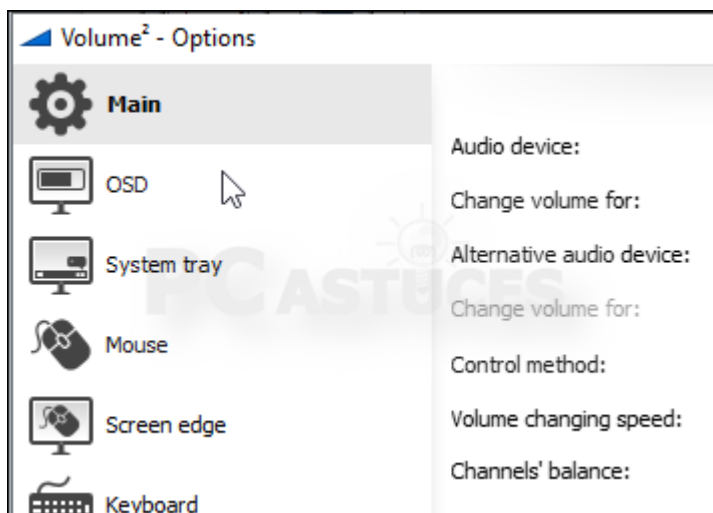 Volume² - Options
Main
OSD
System tray
Mouse
Screen edge
Keyboard
Audio device:
Change volume for:
Alternative audio device:
Change volume for:
Control method:
Volume changing speed:
Channels' balance:
PC ASTUCES